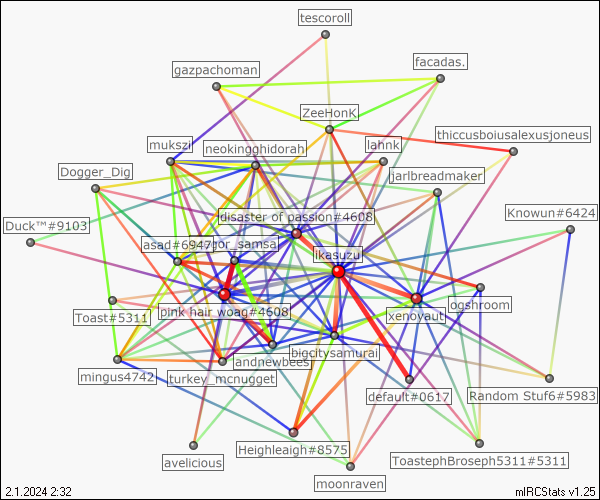 tescoroll
facadas.
gazpachoman
ZeeHonK
thiccusboiusalexusjoneus
mukszi
neokingghidorah
lahnk
Dogger_Dig
jarlbreadmaker
disaster of passion#4608
Knowun#6424
Duck™#9103
asad#6947
gor_samsa
ikasuzu
pink hair woag#4608
xenovaut
ogshroom
Toast#5311
bigcitysamurai
andnewbees
mingus4742
turkey_mcnugget
default#0617
Random Stuf6#5983
Heighleaigh#8575
avelicious
ToastephBroseph5311#5311
moonraven
2.1.2024 2:32
mIRCStats v1.25